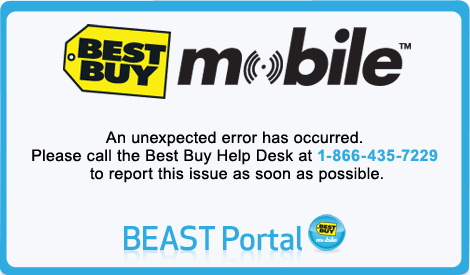 BEST BUY mobile™
An unexpected error has occurred.
Please call the Best Buy Help Desk at 1-866-435-7229
to report this issue as soon as possible.
BEAST Portal BEST BUY mobile